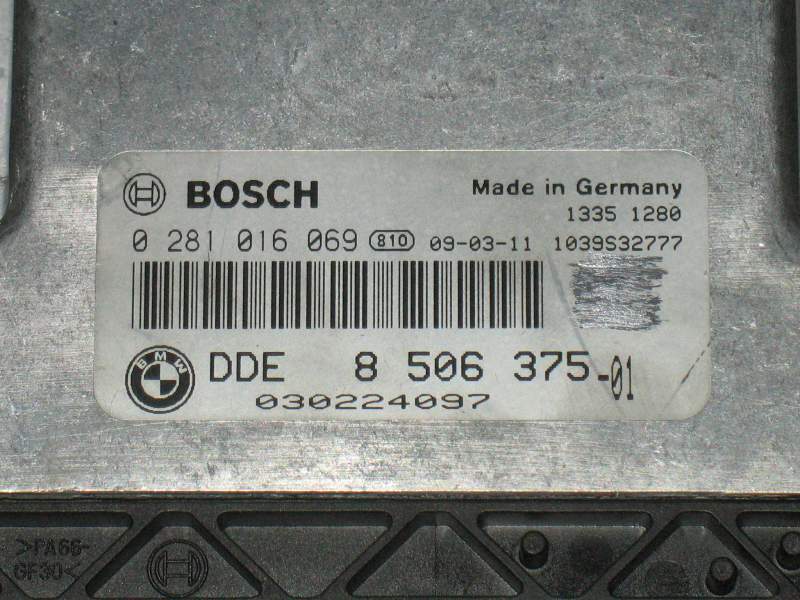 BOSCH
Made in Germany
1335 1280
0 281 016 069 810 09-03-11 1039S32777
BMW
DDE 8 506 375-01
030224097
>PA66-
GF30<